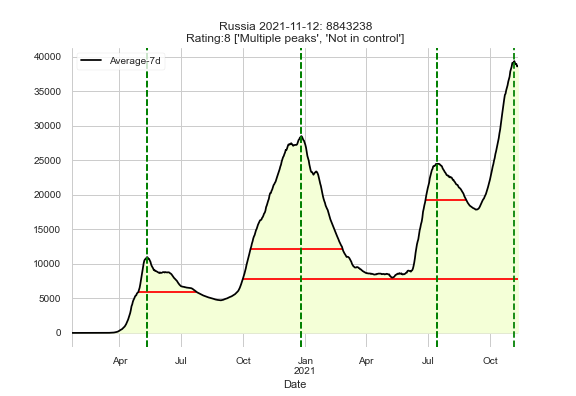 Russia 2021-11-12: 8843238
Rating:8 ['Multiple peaks', 'Not in control']
Average-7d
40000
35000
30000
25000
20000
15000
10000
5000
0
Apr Jul Oct Jan Apr Jul Oct
2021
Date